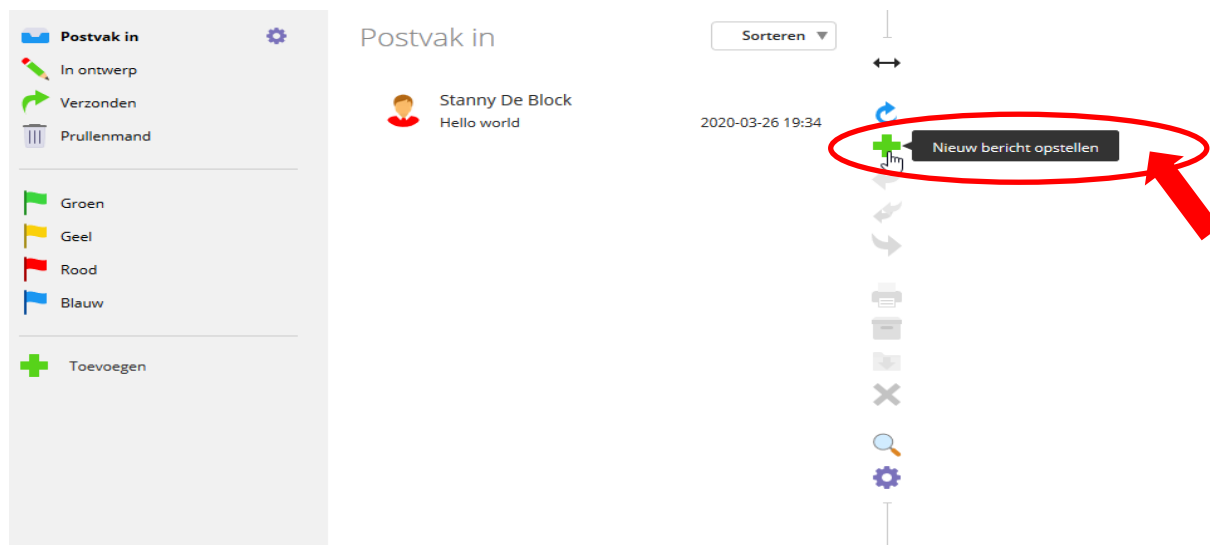 Postvak in
In ontwerp
Verzonden
Prullenmand
Groen
Geel
Rood
Blauw
Toevoegen
Postvak in
Sorteren
Stanny De Block
Hello world
2020-03-26 19:34
Nieuw bericht opstellen